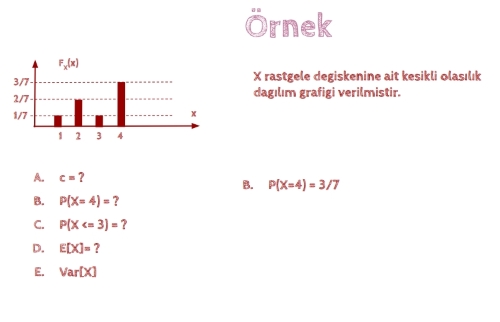 Örnek
F_x(x)
3/7
2/7
1/7
x
1 2 3 4
X rastgele degiskenine ait kesikli olasılık
dagılım grafigi verilmistir.
A. c = ?
B. P(X= 4) = ?
C. P(X <= 3) = ?
D. E[X]= ?
E. Var[X]
B. P(X=4) = 3/7